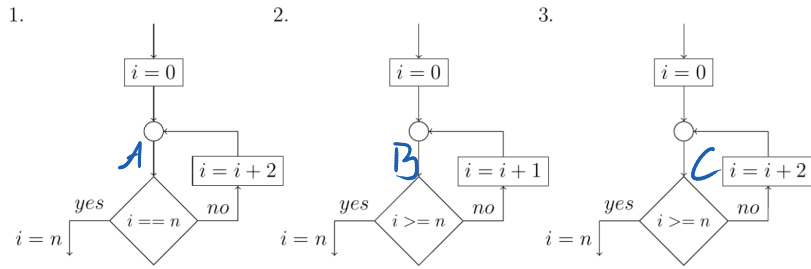 1.
i = 0
A
i = i + 2
i == n
yes
no
i = n
2.
i = 0
B
i = i + 1
i >= n
yes
no
i = n
3.
i = 0
C
i = i + 2
i >= n
yes
no
i = n